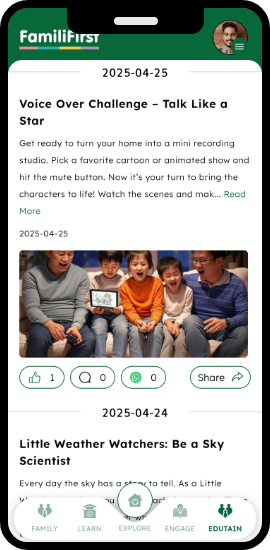 FamiliFirst
2025-04-25
Voice Over Challenge – Talk Like a
Star
Get ready to turn your home into a mini recording
studio. Pick a favorite cartoon or animated show and
hit the mute button. Now it's your turn to bring the
characters to life! Watch the scenes and mak... Read
More
2025-04-25
1
0
0
Share
2025-04-24
Little Weather Watchers: Be a Sky
Scientist
Every day the sky has a story to tell. As a Little
FAMILY
LEARN
EXPLORE
ENGAGE
EDUTAIN